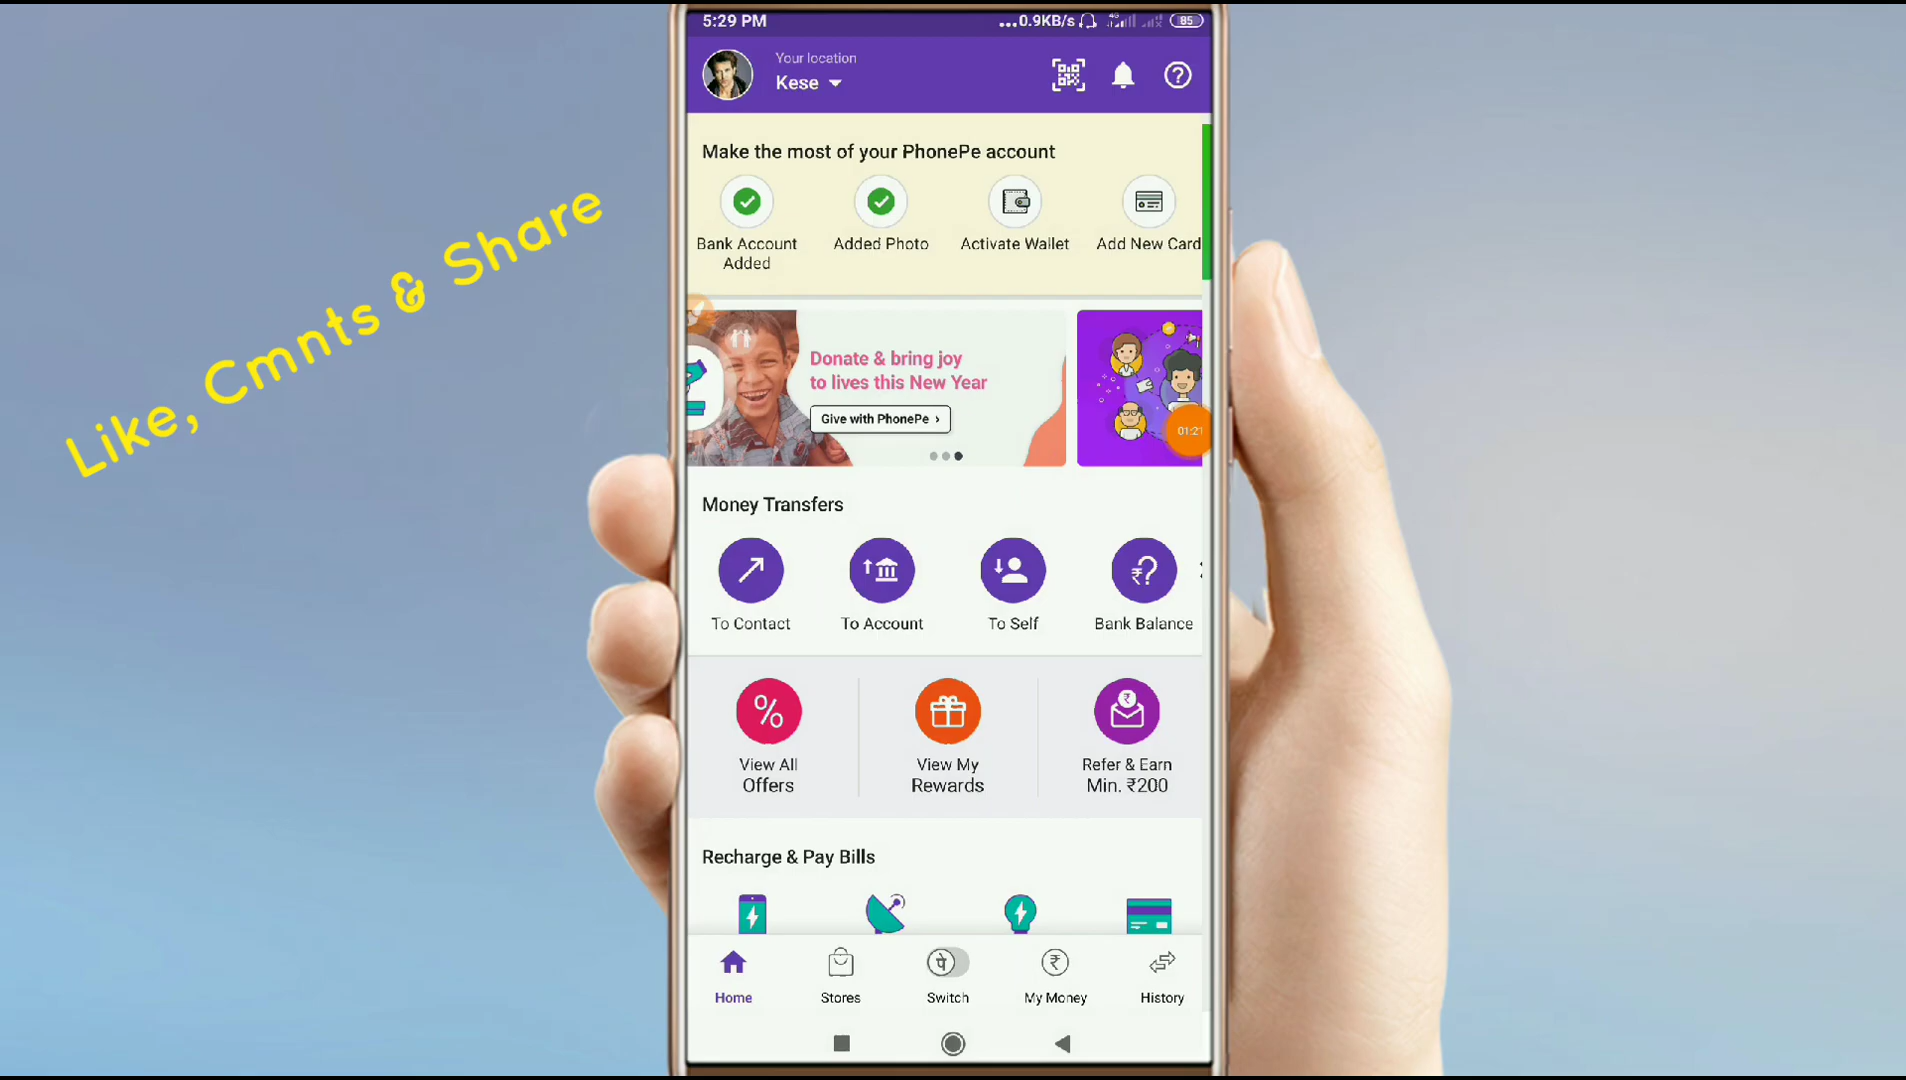 5:29 PM
...0.9KB/s 4G 85
Your location
Kese
Make the most of your PhonePe account
Bank Account
Added
Added Photo
Activate Wallet
Add New Card
Like, Cmnts & Share
Donate & bring joy
to lives this New Year
Give with PhonePe ›
01:21
Money Transfers
To Contact
To Account
To Self
Bank Balance
View All
Offers
View My
Rewards
Refer & Earn
Min. ₹200
Recharge & Pay Bills
पे
Home
Stores
Switch
My Money
History